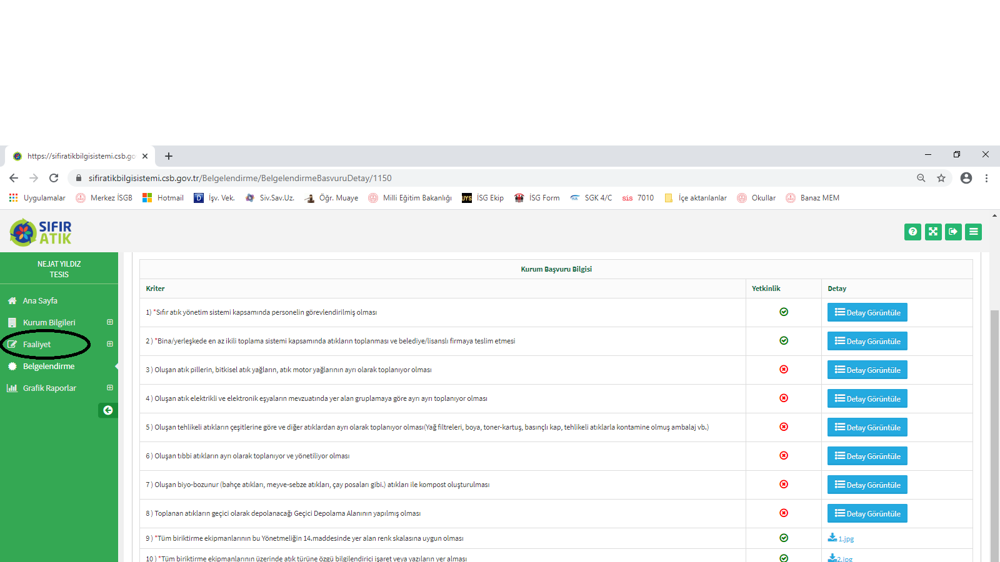 https://sifiratikbilgisistemi.csb.go
sifiratikbilgisistemi.csb.gov.tr/Belgelendirme/BelgelendirmeBasvuruDetay/1150
Uygulamalar Merkez İSGB Hotmail D İşv. Vek. Siv.Sav.Uz. Öğr. Muaye Milli Eğitim Bakanlığı UYS İSG Ekip İSG Form SGK 4/C sis 7010 İçe aktarılanlar Okullar Banaz MEM
SIFIR
ATIK
NEJAT YILDIZ
TESIS
Ana Sayfa
Kurum Bilgileri
Faaliyet
Belgelendirme
Grafik Raporlar
Kurum Başvuru Bilgisi
Kriter Yetkinlik Detay
1) *Sıfır atık yönetim sistemi kapsamında personelin görevlendirilmiş olması Detay Görüntüle
2 ) *Bina/yerleşkede en az ikili toplama sistemi kapsamında atıkların toplanması ve belediye/lisanslı firmaya teslim etmesi Detay Görüntüle
3 ) Oluşan atık pillerin, bitkisel atık yağların, atık motor yağlarının ayrı olarak toplanıyor olması Detay Görüntüle
4 ) Oluşan atık elektrikli ve elektronik eşyaların mevzuatında yer alan gruplamaya göre ayrı ayrı toplanıyor olması Detay Görüntüle
5 ) Oluşan tehlikeli atıkların çeşitlerine göre ve diğer atıklardan ayrı olarak toplanıyor olması(Yağ filtreleri, boya, toner-kartuş, basınçlı kap, tehlikeli atıklarla kontamine olmuş ambalaj vb.) Detay Görüntüle
6 ) Oluşan tıbbi atıkların ayrı olarak toplanıyor ve yönetiliyor olması Detay Görüntüle
7 ) Oluşan biyo-bozunur (bahçe atıkları, meyve-sebze atıkları, çay posaları gibi.) atıkları ile kompost oluşturulması Detay Görüntüle
8 ) Toplanan atıkların geçici olarak depolanacağı Geçici Depolama Alanının yapılmış olması Detay Görüntüle
9 ) *Tüm biriktirme ekipmanlarının bu Yönetmeliğin 14.maddesinde yer alan renk skalasına uygun olması 1.jpg
10 ) *Tüm biriktirme ekipmanlarının üzerinde atık türüne özgü bilgilendirici işaret veya yazıların yer alması 2.jpg